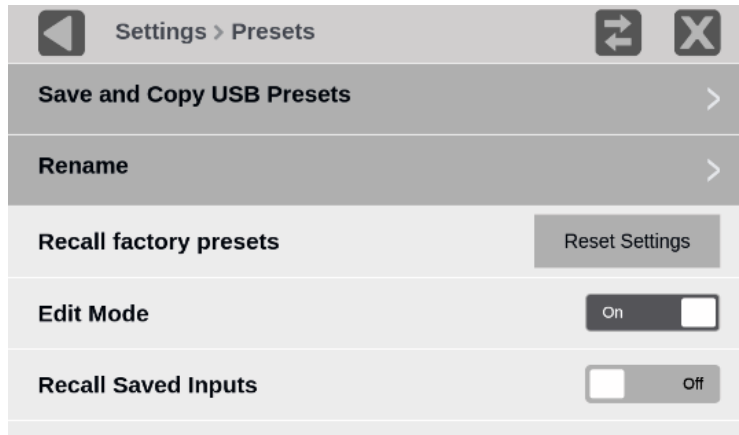 Settings > Presets
Save and Copy USB Presets
Rename
Recall factory presets
Reset Settings
Edit Mode
On
Recall Saved Inputs
Off